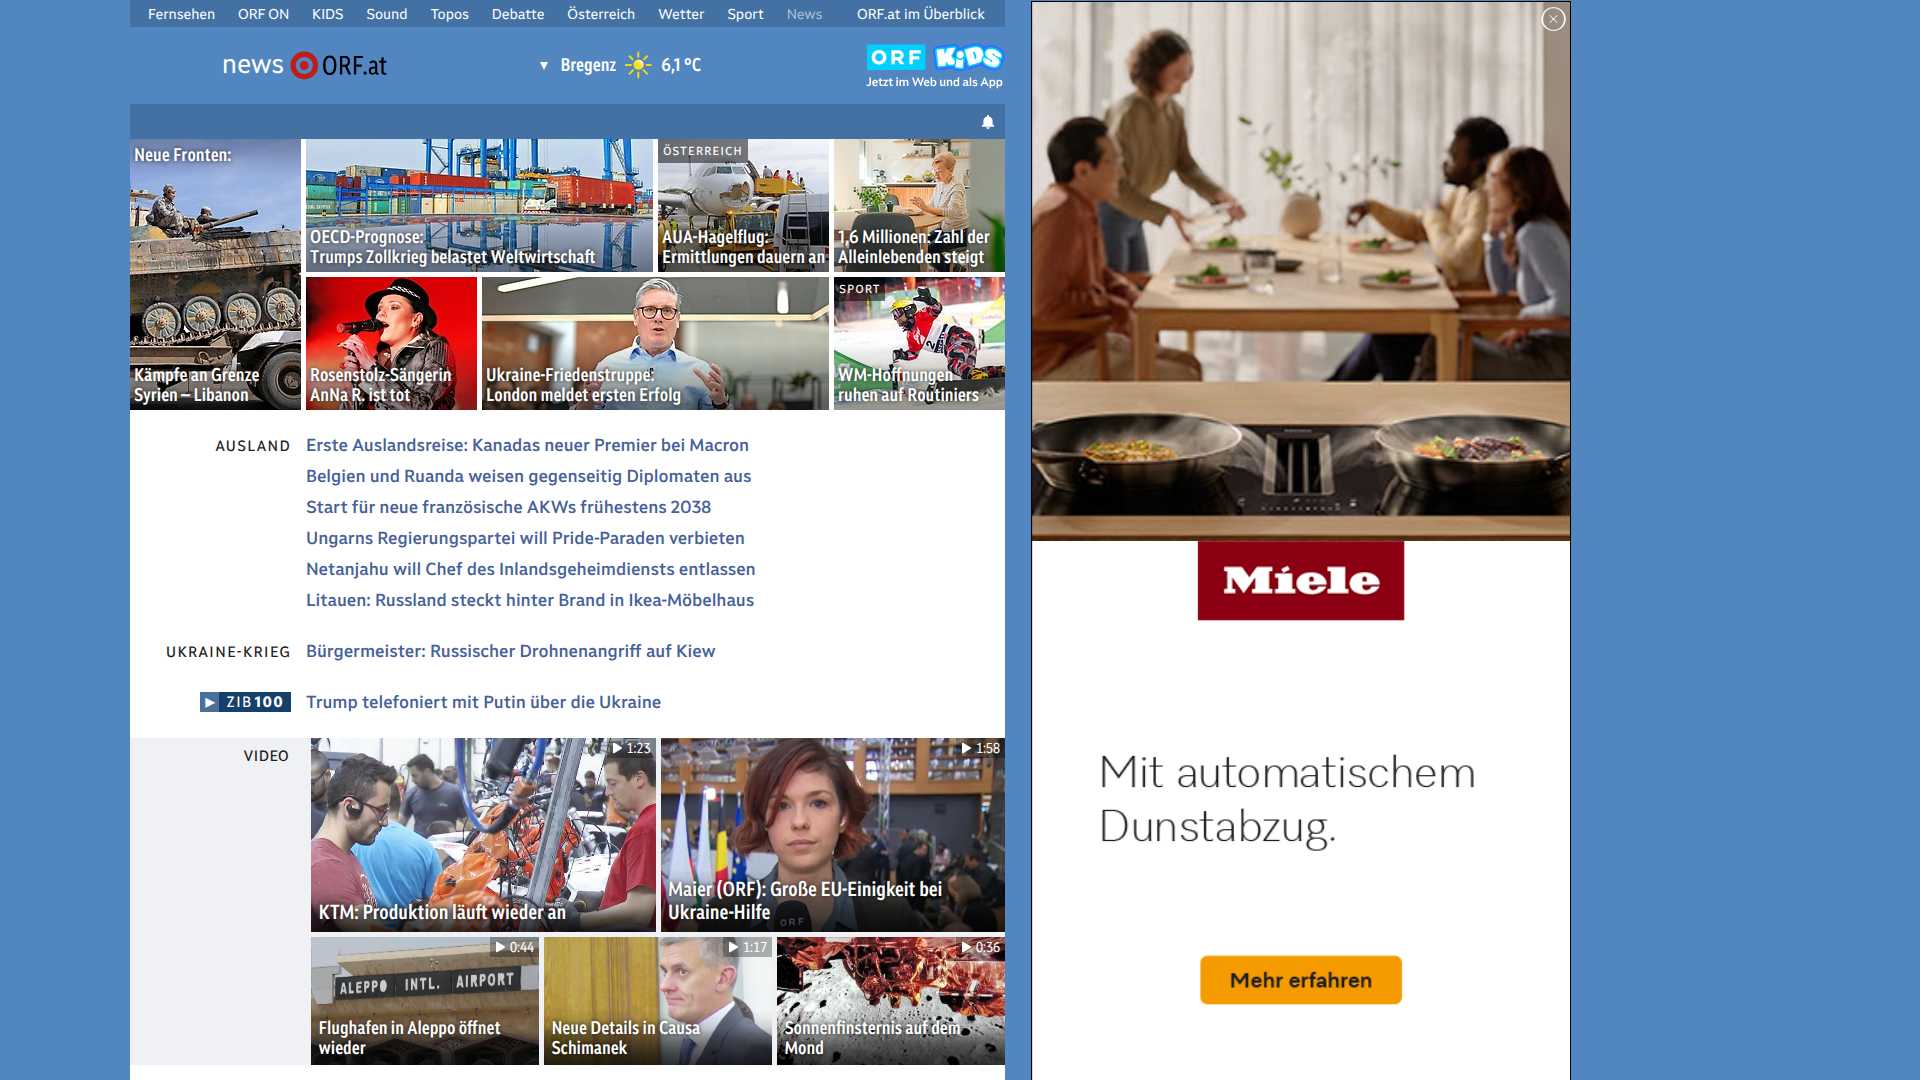 Fernsehen ORF ON KIDS Sound Topos Debatte Österreich Wetter Sport News ORF.at im Überblick
news ORF.at
▼ Bregenz 6,1 °C
ORF KiDS
Jetzt im Web und als App
Neue Fronten:
Kämpfe an Grenze
Syrien – Libanon
OECD-Prognose:
Trumps Zollkrieg belastet Weltwirtschaft
ÖSTERREICH
AUA-Hagelflug:
Ermittlungen dauern an
1,6 Millionen: Zahl der
Alleinlebenden steigt
Rosenstolz-Sängerin
AnNa R. ist tot
Ukraine-Friedenstruppe:
London meldet ersten Erfolg
SPORT
WM-Hoffnungen
ruhen auf Routiniers
AUSLAND
Erste Auslandsreise: Kanadas neuer Premier bei Macron
Belgien und Ruanda weisen gegenseitig Diplomaten aus
Start für neue französische AKWs frühestens 2038
Ungarns Regierungspartei will Pride-Paraden verbieten
Netanjahu will Chef des Inlandsgeheimdiensts entlassen
Litauen: Russland steckt hinter Brand in Ikea-Möbelhaus
UKRAINE-KRIEG
Bürgermeister: Russischer Drohnenangriff auf Kiew
ZIB100
Trump telefoniert mit Putin über die Ukraine
VIDEO
1:23
KTM: Produktion läuft wieder an
1:58
ORF
Maier (ORF): Große EU-Einigkeit bei
Ukraine-Hilfe
0:44
ALEPPO INTL. AIRPORT
Flughafen in Aleppo öffnet
wieder
1:17
Neue Details in Causa
Schimanek
0:36
Sonnenfinsternis auf dem
Mond
Miele
Mit automatischem
Dunstabzug.
Mehr erfahren